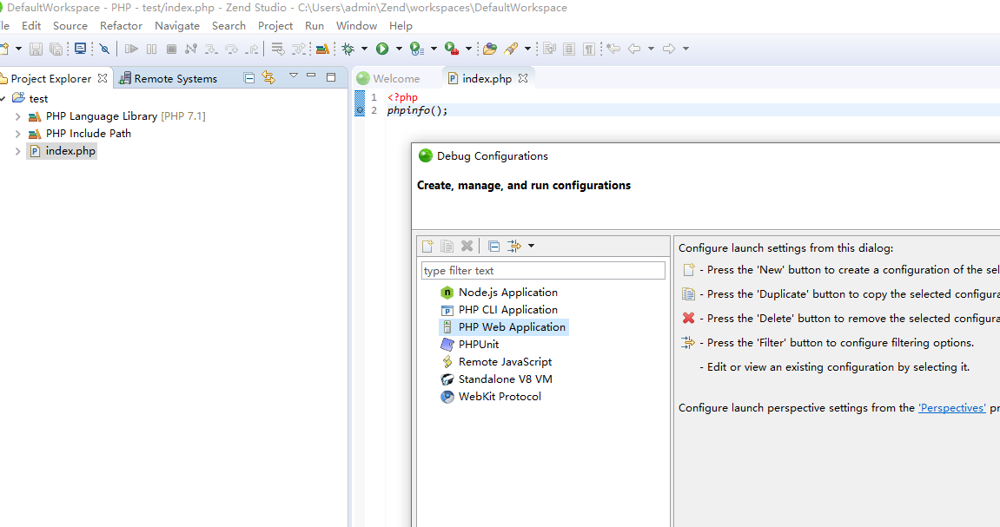 DefaultWorkspace - PHP - test/index.php - Zend Studio - C:\Users\admin\Zend\workspaces\DefaultWorkspace
le Edit Source Refactor Navigate Search Project Run Window Help
Project Explorer Remote Systems
Welcome index.php
test
PHP Language Library [PHP 7.1]
PHP Include Path
index.php
1 <?php
2 phpinfo();
Debug Configurations
Create, manage, and run configurations
type filter text
Node.js Application
PHP CLI Application
PHP Web Application
PHPUnit
Remote JavaScript
Standalone V8 VM
WebKit Protocol
Configure launch settings from this dialog:
- Press the 'New' button to create a configuration of the sel
- Press the 'Duplicate' button to copy the selected configura
- Press the 'Delete' button to remove the selected configura
- Press the 'Filter' button to configure filtering options.
- Edit or view an existing configuration by selecting it.
Configure launch perspective settings from the 'Perspectives' pr